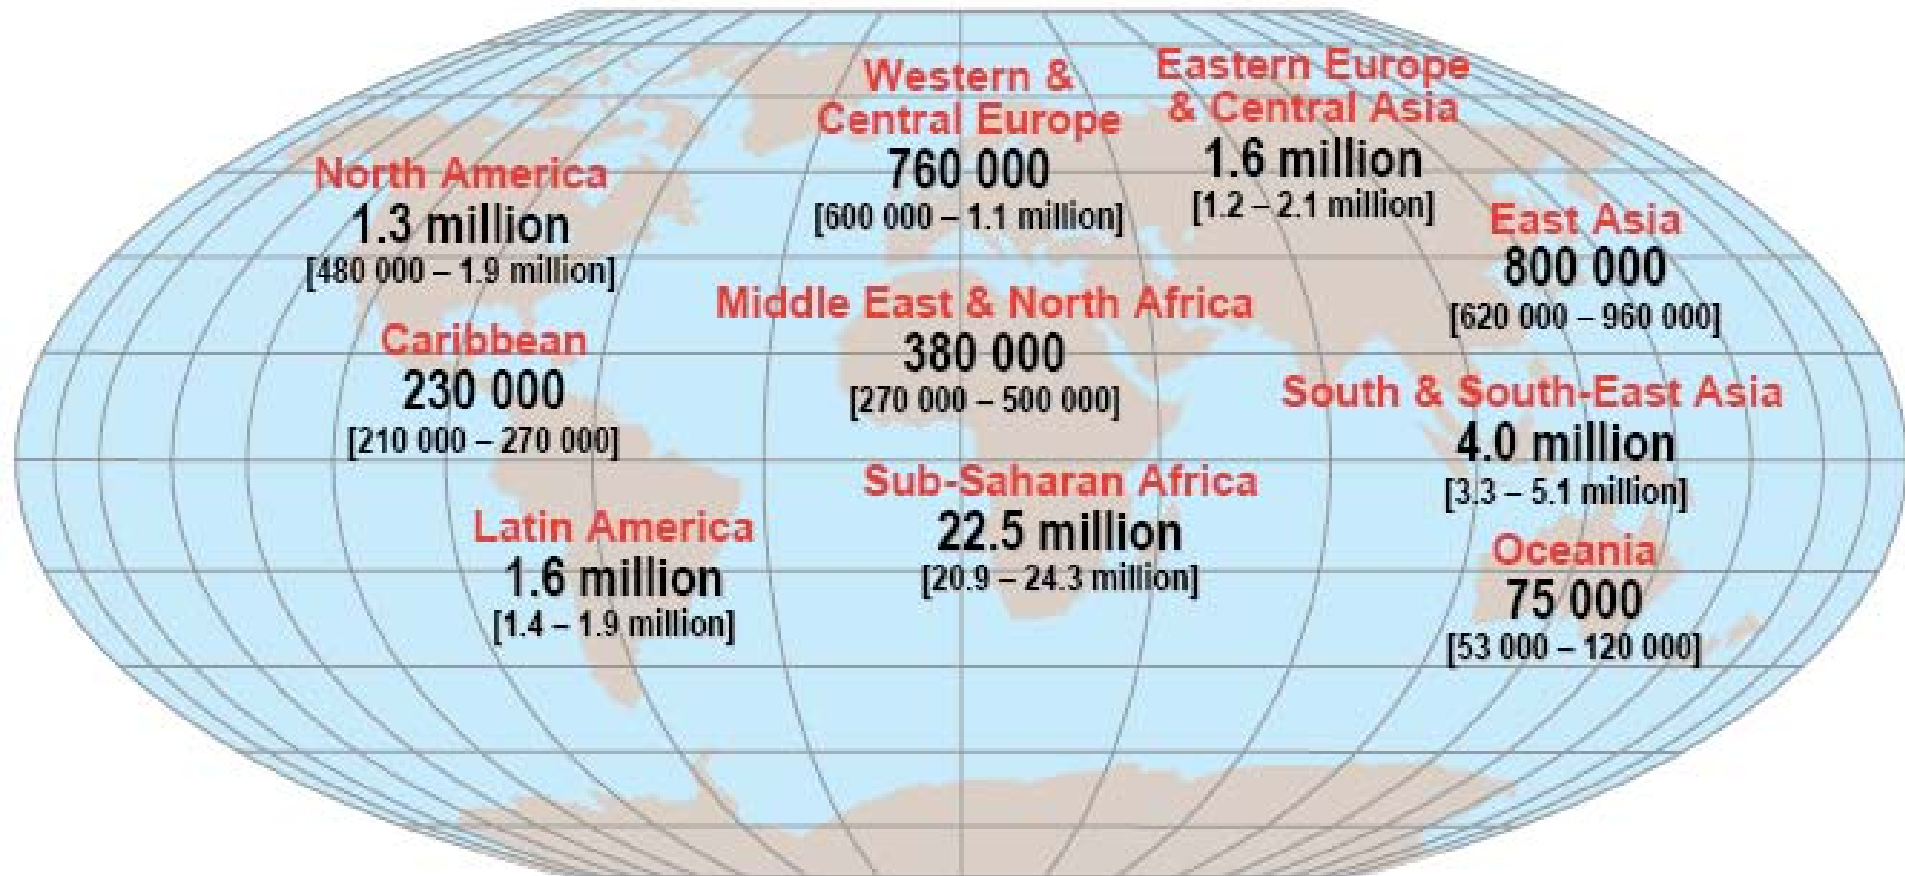 Western &
Central Europe
760 000
[600 000 – 1.1 million]
Eastern Europe
& Central Asia
1.6 million
[1.2 – 2.1 million]
North America
1.3 million
[480 000 – 1.9 million]
East Asia
800 000
[620 000 – 960 000]
Middle East & North Africa
380 000
[270 000 – 500 000]
Caribbean
230 000
[210 000 – 270 000]
South & South-East Asia
4.0 million
[3.3 – 5.1 million]
Sub-Saharan Africa
22.5 million
[20.9 – 24.3 million]
Latin America
1.6 million
[1.4 – 1.9 million]
Oceania
75 000
[53 000 – 120 000]